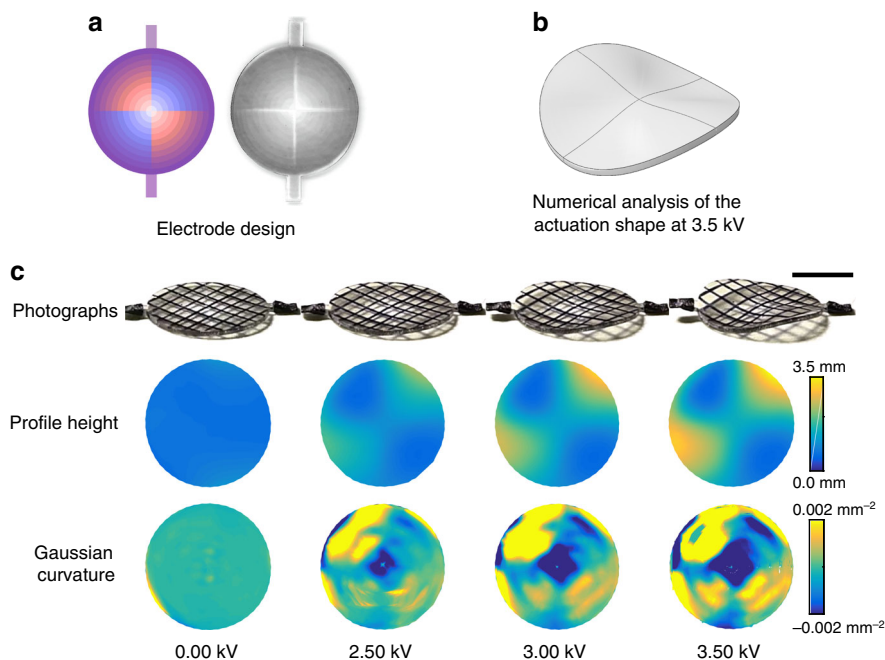 a
b
Electrode design
Numerical analysis of the
actuation shape at 3.5 kV
c
Photographs
Profile height
3.5 mm
0.0 mm
Gaussian
curvature
0.002 mm⁻²
–0.002 mm⁻²
0.00 kV
2.50 kV
3.00 kV
3.50 kV